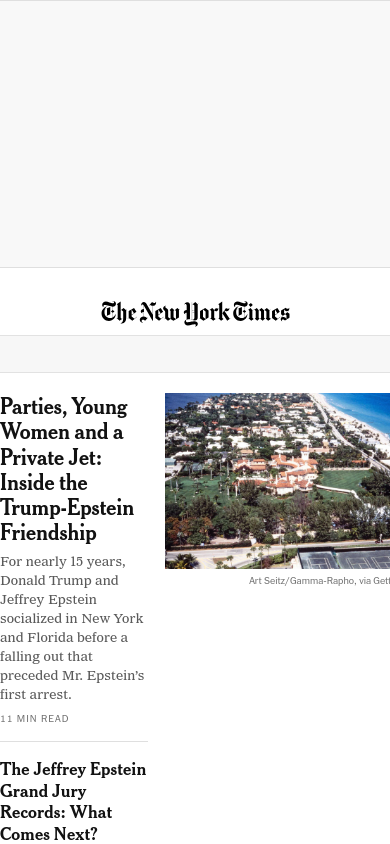 The New York Times
Parties, Young
Women and a
Private Jet:
Inside the
Trump-Epstein
Friendship
For nearly 15 years,
Donald Trump and
Jeffrey Epstein
socialized in New York
and Florida before a
falling out that
preceded Mr. Epstein’s
first arrest.
11 MIN READ
Art Seitz/Gamma-Rapho, via
The Jeffrey Epstein
Grand Jury
Records: What
Comes Next?